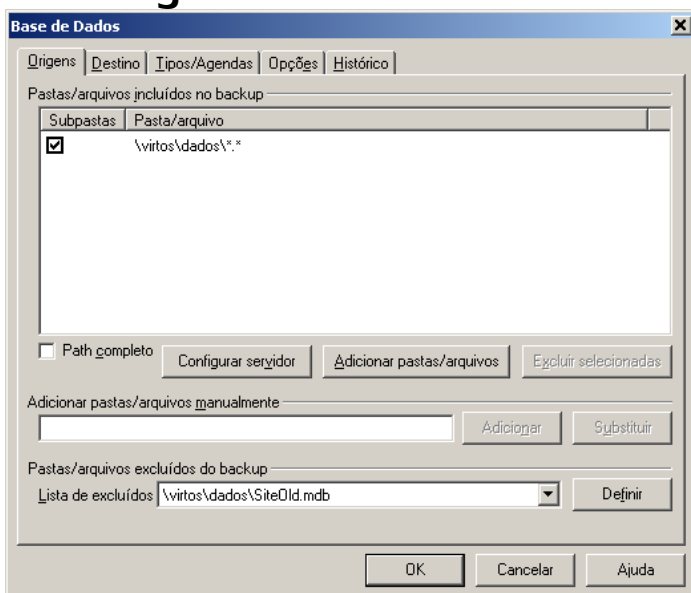 Base de Dados
Origens Destino Tipos/Agendas Opções Histórico
Pastas/arquivos incluídos no backup
Subpastas Pasta/arquivo
\virtos\dados\*.*
Path completo Configurar servidor Adicionar pastas/arquivos Excluir selecionadas
Adicionar pastas/arquivos manualmente
Adicionar Substituir
Pastas/arquivos excluídos do backup
Lista de excluídos \virtos\dados\SiteOld.mdb Definir
OK Cancelar Ajuda